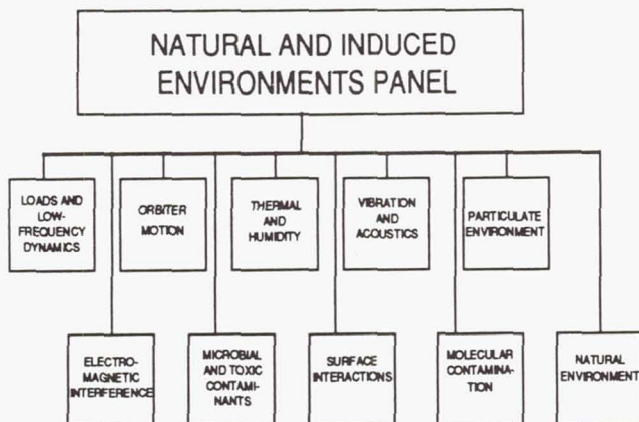 NATURAL AND INDUCED
ENVIRONMENTS PANEL
LOADS AND
LOW-
FREQUENCY
DYNAMICS
ORBITER
MOTION
THERMAL
AND
HUMIDITY
VIBRATION
AND
ACOUSTICS
PARTICULATE
ENVIRONMENT
ELECTRO-
MAGNETIC
INTERFERENCE
MICROBIAL
AND TOXIC
CONTAMI-
NANTS
SURFACE
INTERACTIONS
MOLECULAR
CONTAMINA-
TION
NATURAL
ENVIRONMENT